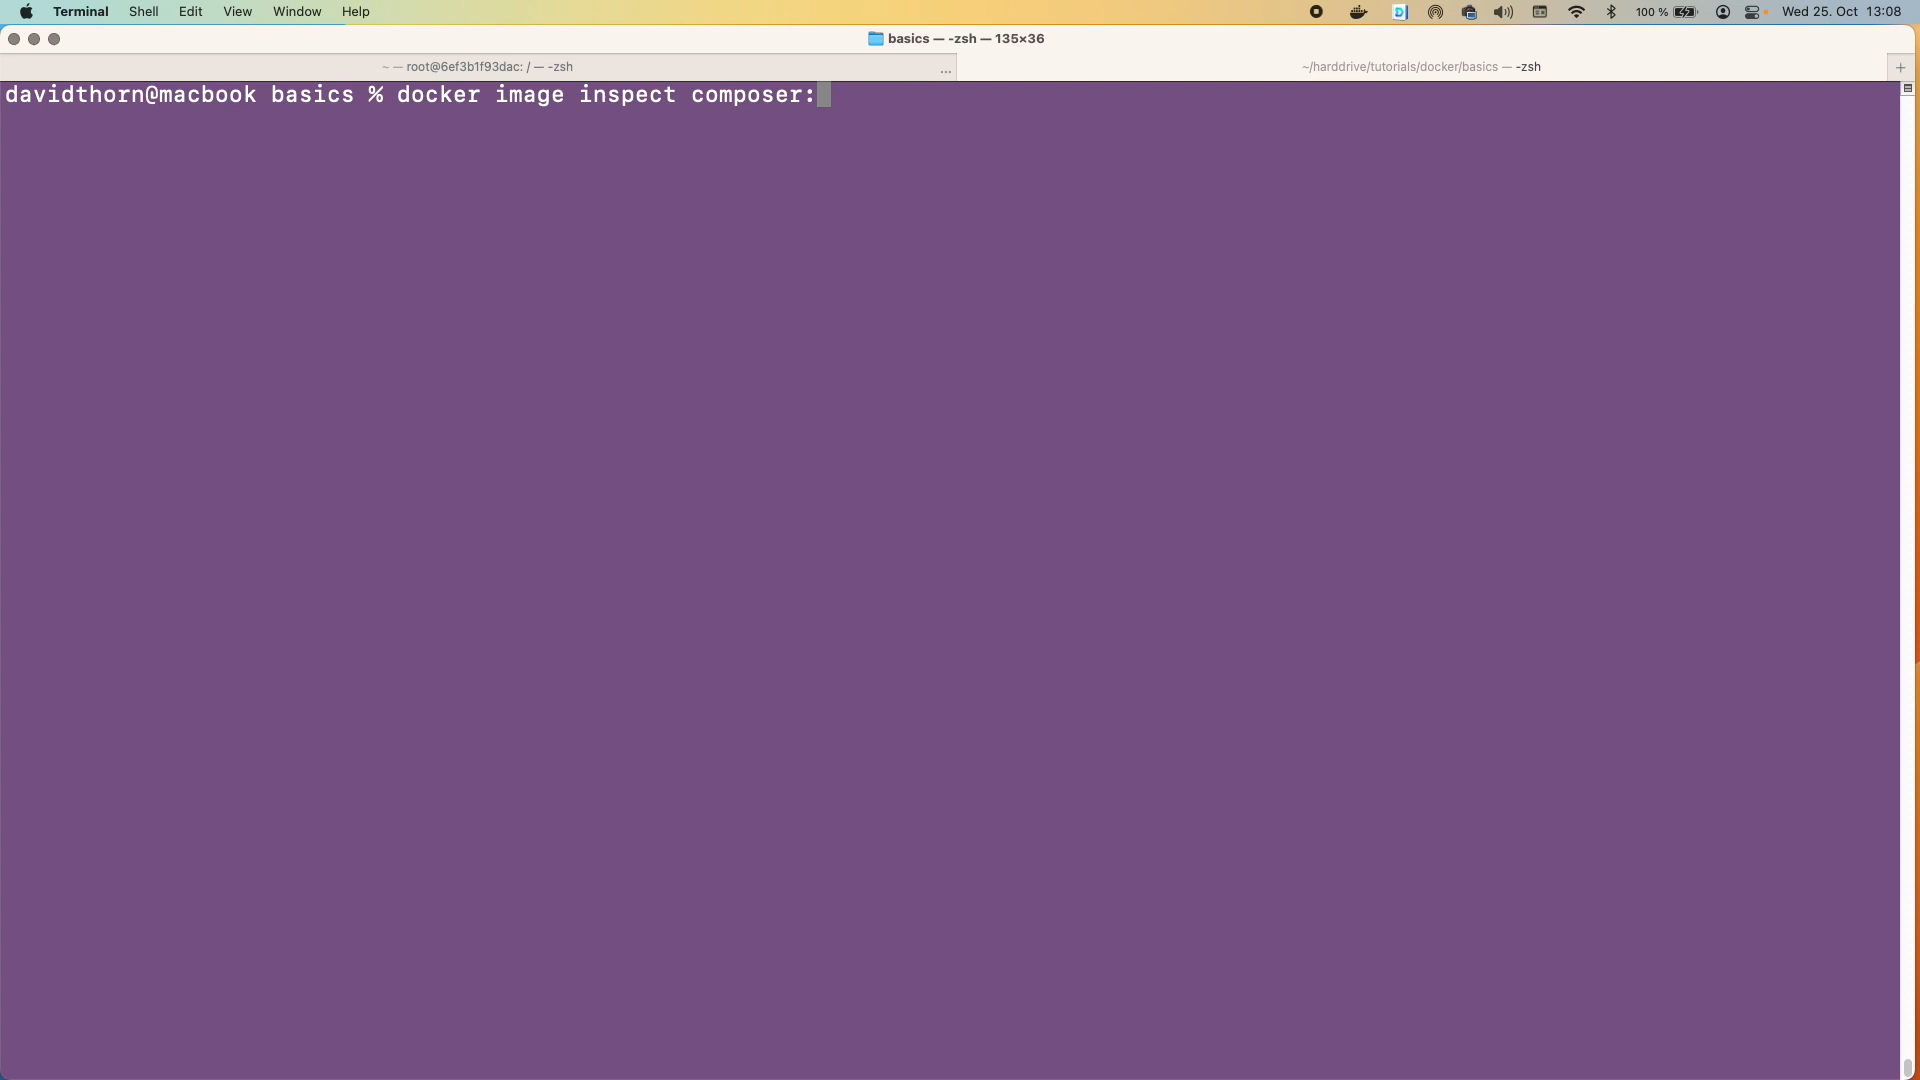 Terminal Shell Edit View Window Help 100 % Wed 25. Oct 13:08
basics — -zsh — 135×36
~ — root@6ef3b1f93dac: / — -zsh ... ~/harddrive/tutorials/docker/basics — -zsh +
davidthorn@macbook basics % docker image inspect composer: